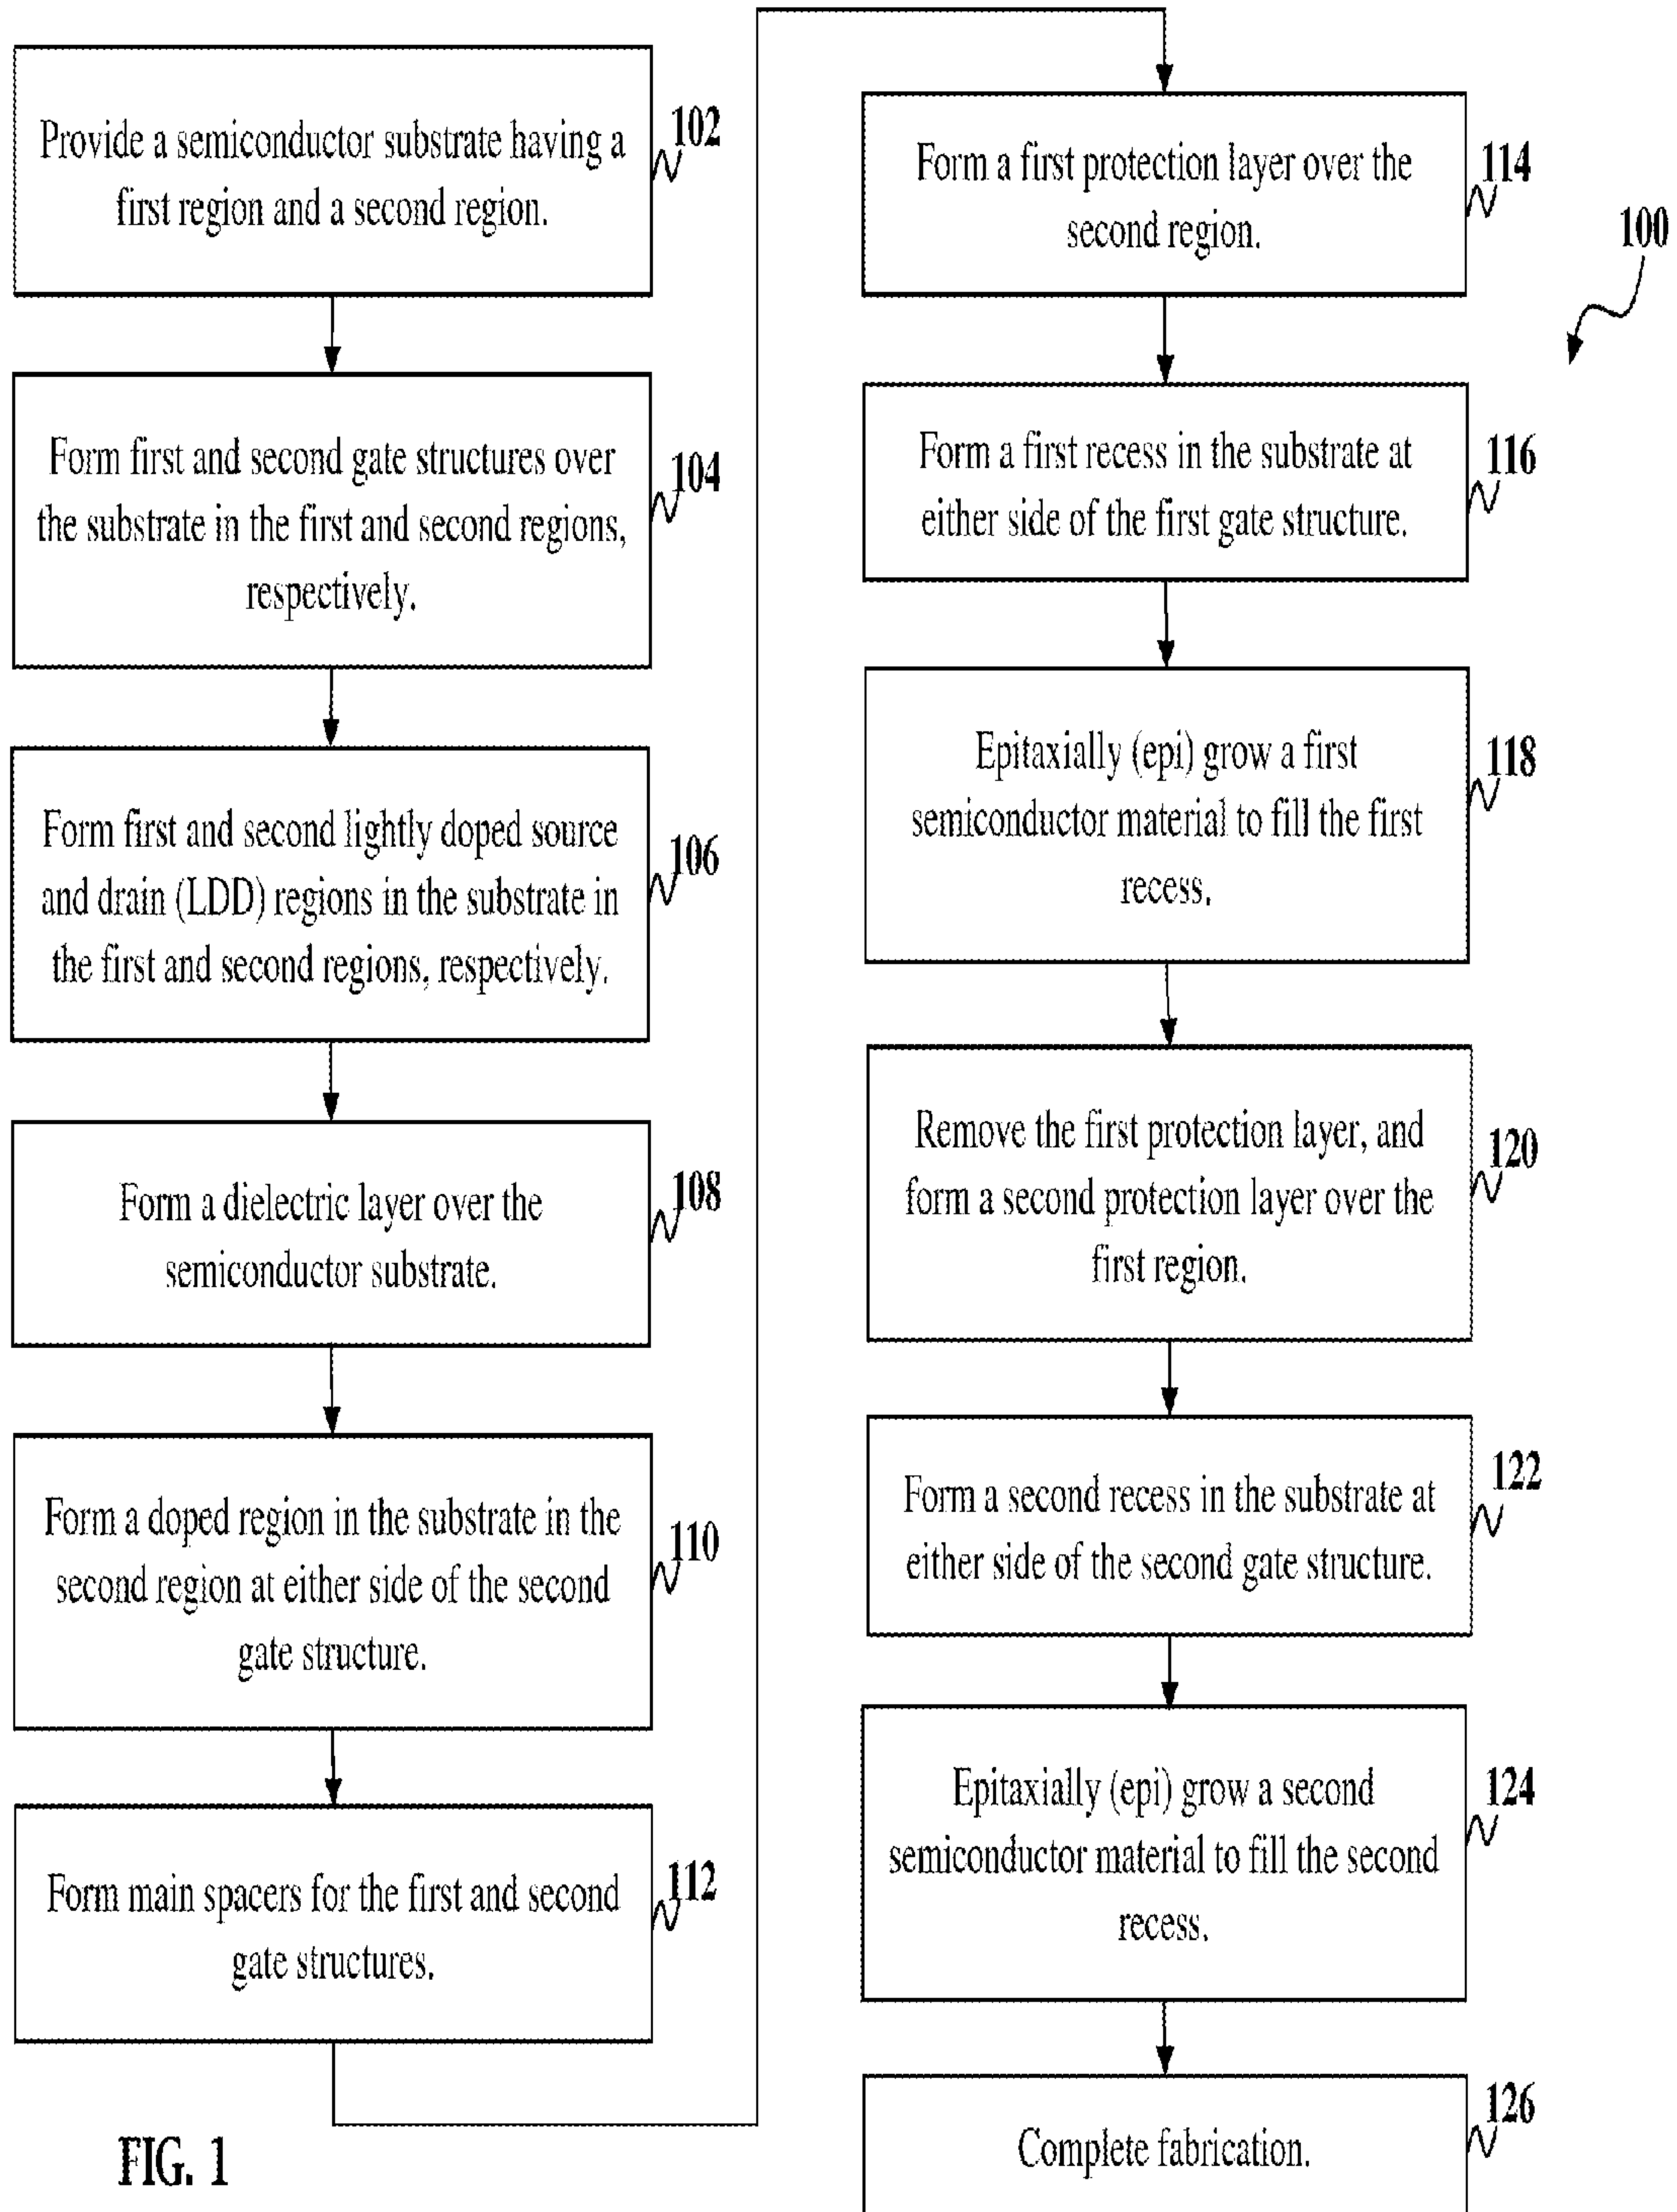 Provide a semiconductor substrate having a
first region and a second region.
102
Form first and second gate structures over
the substrate in the first and second regions,
respectively.
104
Form first and second lightly doped source
and drain (LDD) regions in the substrate in
the first and second regions, respectively.
106
Form a dielectric layer over the
semiconductor substrate.
108
Form a doped region in the substrate in the
second region at either side of the second
gate structure.
110
Form main spacers for the first and second
gate structures.
112
FIG. 1
Form a first protection layer over the
second region.
114
100
Form a first recess in the substrate at
either side of the first gate structure.
116
Epitaxially (epi) grow a first
semiconductor material to fill the first
recess.
118
Remove the first protection layer, and
form a second protection layer over the
first region.
120
Form a second recess in the substrate at
either side of the second gate structure.
122
Epitaxially (epi) grow a second
semiconductor material to fill the second
recess.
124
Complete fabrication.
126